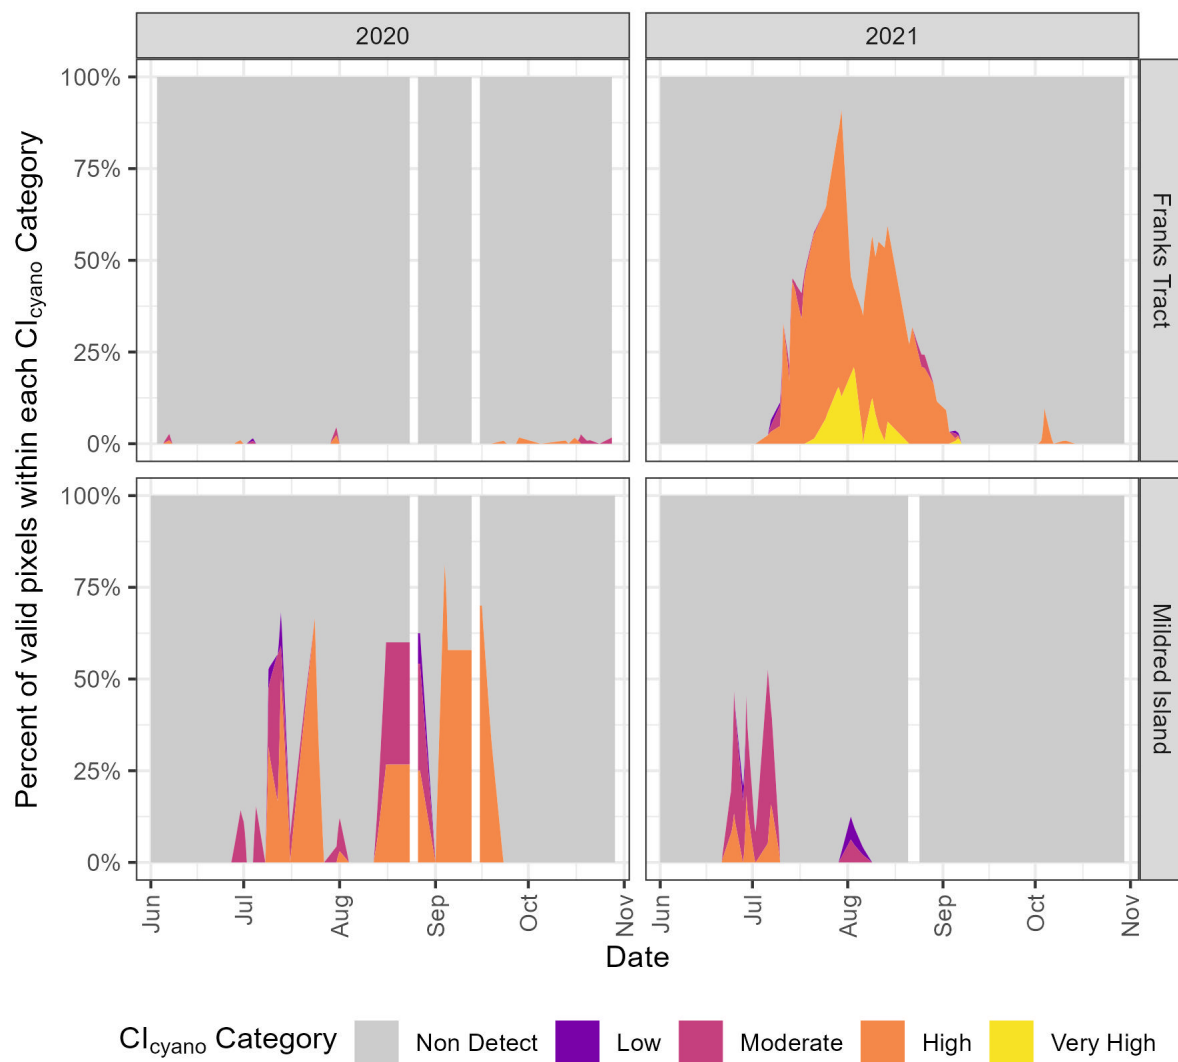 2020
2021
Percent of valid pixels within each CIcyano Category
100%
75%
50%
25%
0%
Franks Tract
100%
75%
50%
25%
0%
Mildred Island
Jun
Jul
Aug
Sep
Oct
Nov
Jun
Jul
Aug
Sep
Oct
Nov
Date
CIcyano Category
Non Detect
Low
Moderate
High
Very High